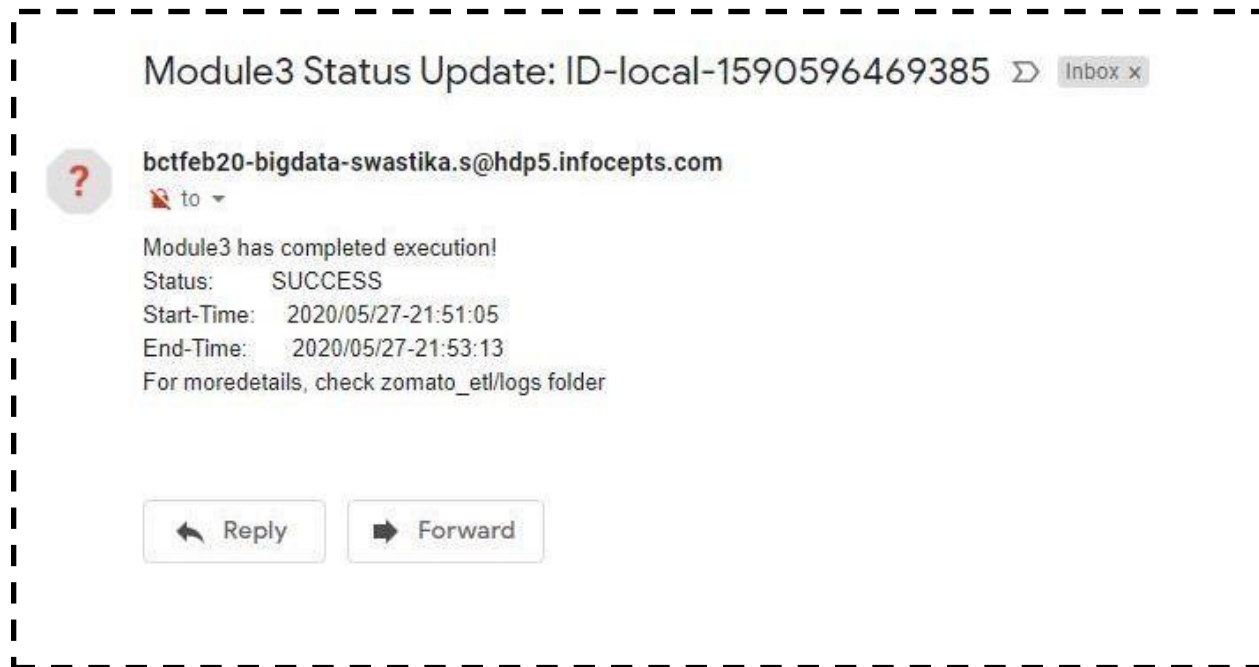 Module3 Status Update: ID-local-1590596469385 Inbox x
?
bctfeb20-bigdata-swastika.s@hdp5.infocepts.com
to
Module3 has completed execution!
Status: SUCCESS
Start-Time: 2020/05/27-21:51:05
End-Time: 2020/05/27-21:53:13
For moredetails, check zomato_etl/logs folder
Reply Forward